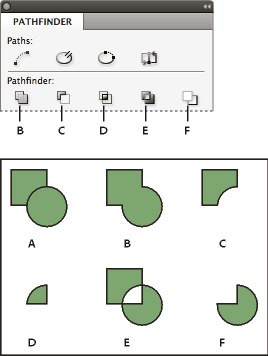 PATHFINDER
Paths:
Pathfinder:
B C D E F
A B C
D E F